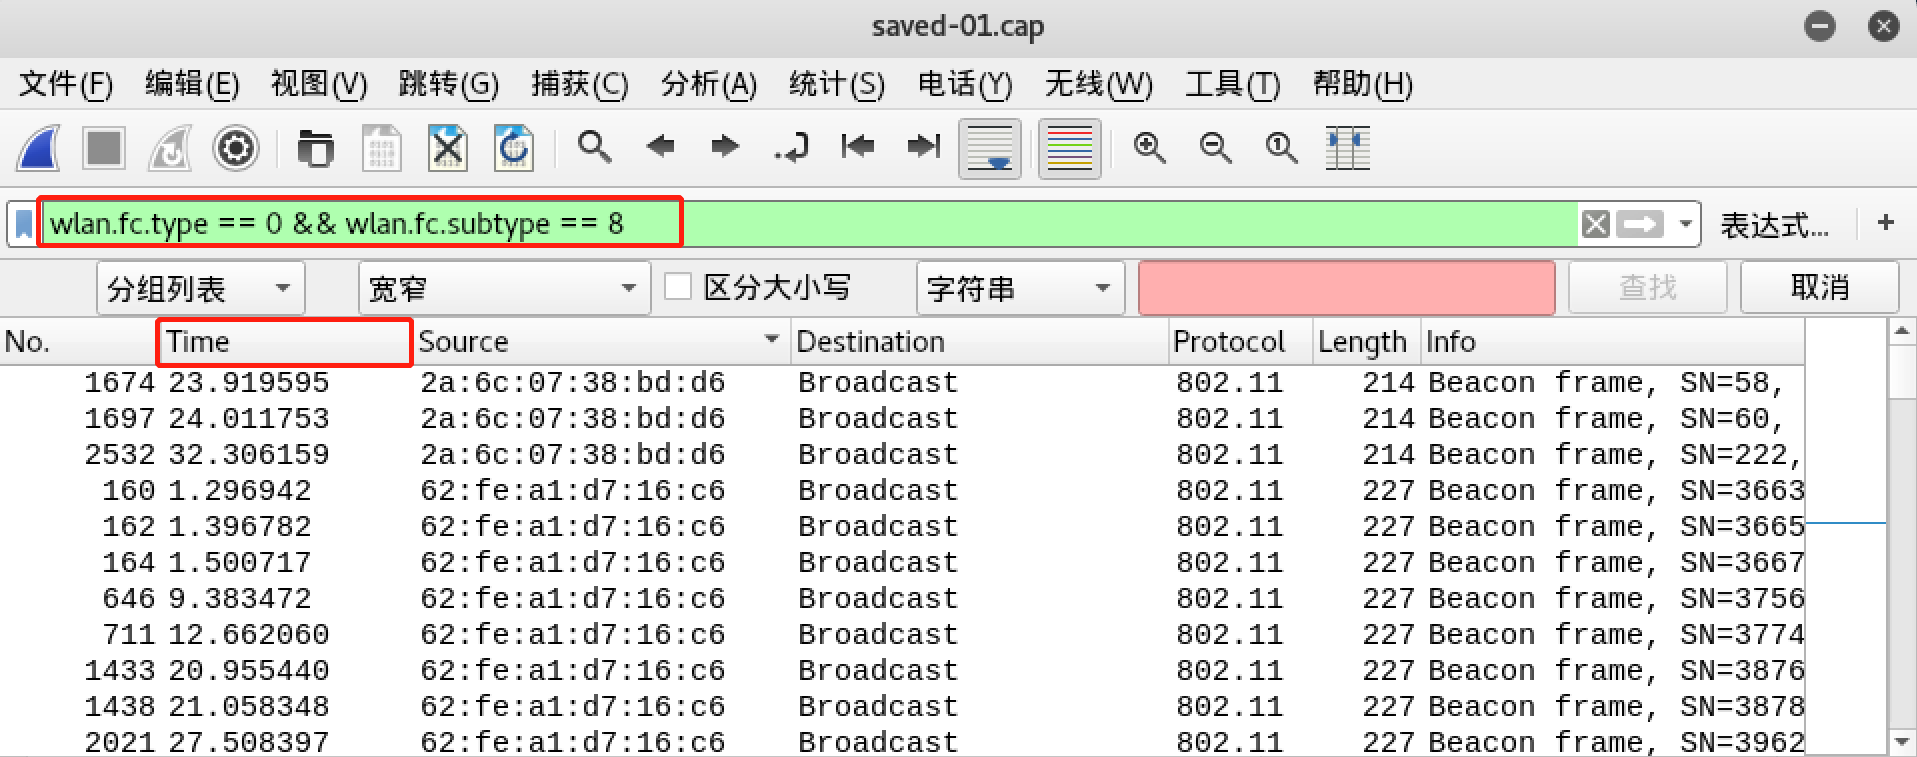 saved-01.cap
文件(F) 编辑(E) 视图(V) 跳转(G) 捕获(C) 分析(A) 统计(S) 电话(Y) 无线(W) 工具(T) 帮助(H)
wlan.fc.type == 0 && wlan.fc.subtype == 8 表达式… +
分组列表 宽窄 区分大小写 字符串 查找 取消
No. Time Source Destination Protocol Length Info
1674 23.919595 2a:6c:07:38:bd:d6 Broadcast 802.11 214 Beacon frame, SN=58,
1697 24.011753 2a:6c:07:38:bd:d6 Broadcast 802.11 214 Beacon frame, SN=60,
2532 32.306159 2a:6c:07:38:bd:d6 Broadcast 802.11 214 Beacon frame, SN=222,
160 1.296942 62:fe:a1:d7:16:c6 Broadcast 802.11 227 Beacon frame, SN=3663
162 1.396782 62:fe:a1:d7:16:c6 Broadcast 802.11 227 Beacon frame, SN=3665
164 1.500717 62:fe:a1:d7:16:c6 Broadcast 802.11 227 Beacon frame, SN=3667
646 9.383472 62:fe:a1:d7:16:c6 Broadcast 802.11 227 Beacon frame, SN=3756
711 12.662060 62:fe:a1:d7:16:c6 Broadcast 802.11 227 Beacon frame, SN=3774
1433 20.955440 62:fe:a1:d7:16:c6 Broadcast 802.11 227 Beacon frame, SN=3876
1438 21.058348 62:fe:a1:d7:16:c6 Broadcast 802.11 227 Beacon frame, SN=3878
2021 27.508397 62:fe:a1:d7:16:c6 Broadcast 802.11 227 Beacon frame, SN=3962